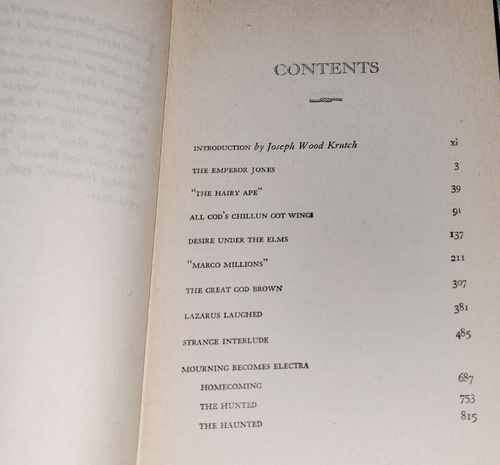 CONTENTS
INTRODUCTION by Joseph Wood Krutch xi
THE EMPEROR JONES 3
"THE HAIRY APE" 39
ALL GOD'S CHILLUN GOT WINGS 91
DESIRE UNDER THE ELMS 137
"MARCO MILLIONS" 211
THE GREAT GOD BROWN 307
LAZARUS LAUGHED 381
STRANGE INTERLUDE 485
MOURNING BECOMES ELECTRA
HOMECOMING 687
THE HUNTED 753
THE HAUNTED 815